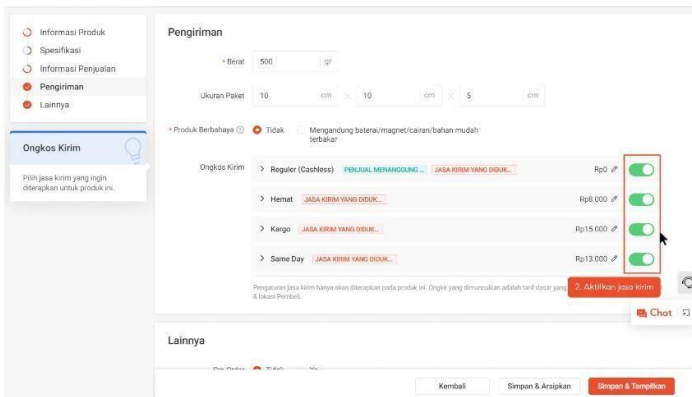 Informasi Produk
Spesifikasi
Informasi Penjualan
Pengiriman
Lainnya
Ongkos Kirim
Pilih jasa kirim yang ingin
diterapkan untuk produk ini.
Pengiriman
* Berat 500 gr
Ukuran Paket 10 cm × 10 cm × 5 cm
* Produk Berbahaya Tidak Mengandung baterai/magnet/cairan/bahan mudah
terbakar
Ongkos Kirim
Reguler (Cashless) PENJUAL MENANGGUNG ... JASA KIRIM YANG DIDUK... Rp0
Hemat JASA KIRIM YANG DIDUK... Rp8.000
Kargo JASA KIRIM YANG DIDUK... Rp15.000
Same Day JASA KIRIM YANG DIDUK... Rp13.000
Pengaturan jasa kirim hanya akan diterapkan pada produk ini. Ongkir yang dimunculkan adalah tarif dasar yang
& lokasi Pembeli.
2. Aktifkan jasa kirim
Chat
Lainnya
Pre-Order Tidak Ya
Kembali Simpan & Arsipkan Simpan & Tampilkan